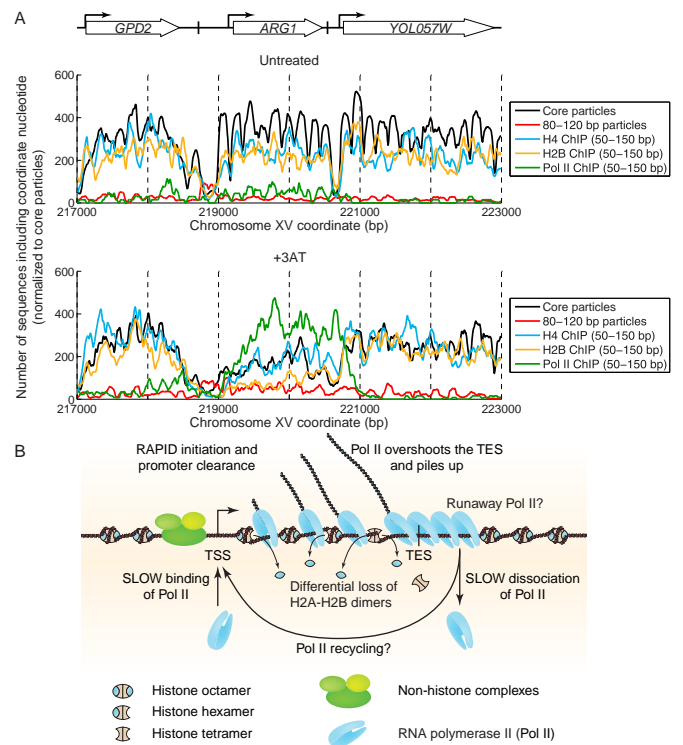 A
GPD2
ARG1
YOL057W
Number of sequences including coordinate nucleotide
(normalized to core particles)
Untreated
600
400
200
0
217000
219000
221000
223000
Chromosome XV coordinate (bp)
Core particles
80–120 bp particles
H4 ChIP (50–150 bp)
H2B ChIP (50–150 bp)
Pol II ChIP (50–150 bp)
+3AT
600
400
200
0
217000
219000
221000
223000
Chromosome XV coordinate (bp)
Core particles
80–120 bp particles
H4 ChIP (50–150 bp)
H2B ChIP (50–150 bp)
Pol II ChIP (50–150 bp)
B
RAPID initiation and
promoter clearance
Pol II overshoots the TES
and piles up
Runaway Pol II?
TSS
TES
SLOW binding
of Pol II
Differential loss of
H2A-H2B dimers
SLOW dissociation
of Pol II
Pol II recycling?
Histone octamer
Histone hexamer
Histone tetramer
Non-histone complexes
RNA polymerase II (Pol II)